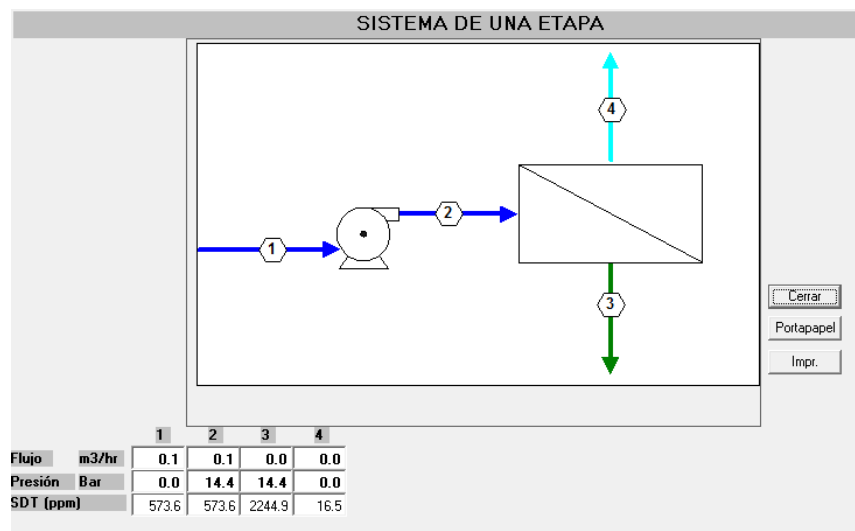 SISTEMA DE UNA ETAPA
4
2
1
3
Cerrar
Portapapel
Impr.
1 2 3 4
Flujo m3/hr 0.1 0.1 0.0 0.0
Presión Bar 0.0 14.4 14.4 0.0
SDT (ppm) 573.6 573.6 2244.9 16.5